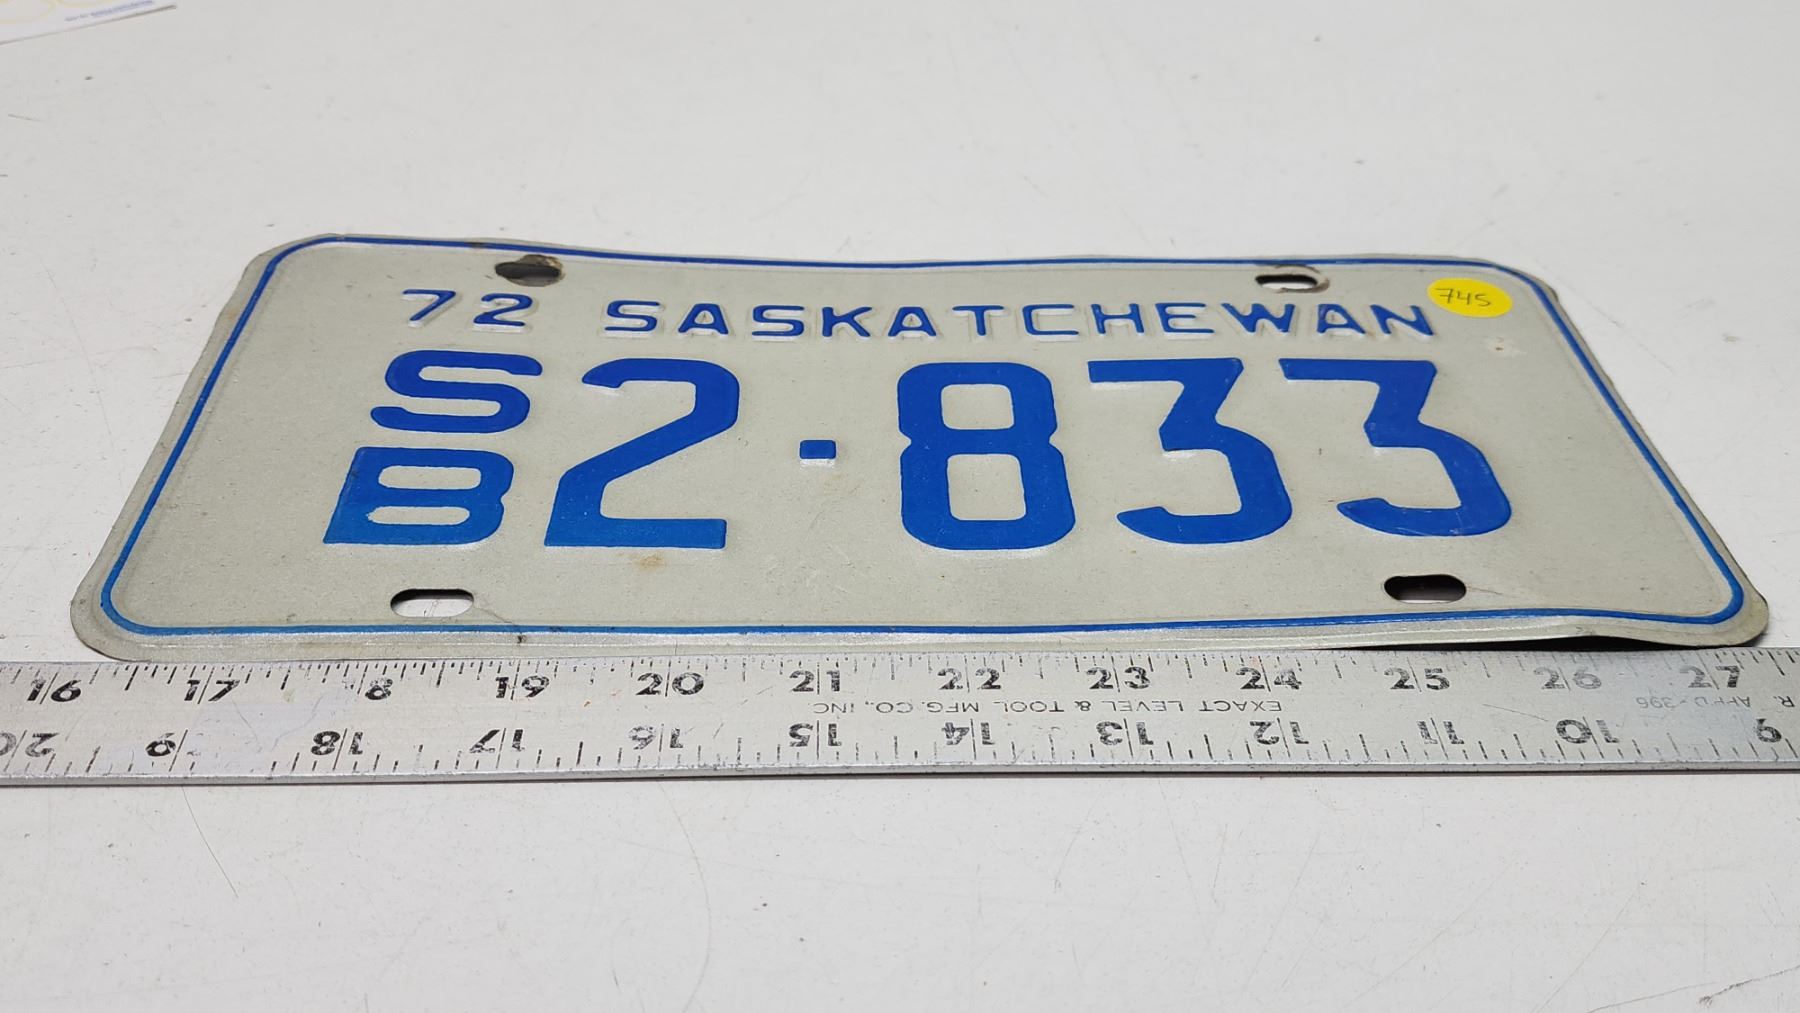 72 SASKATCHEWAN
745
SB 2·833
16 17 18 19 20 21 22 23 24 25 26 27
EXACT LEVEL & TOOL MFG. CO., INC.
9 10 11 12 13 14 15 16 17 18 19 20